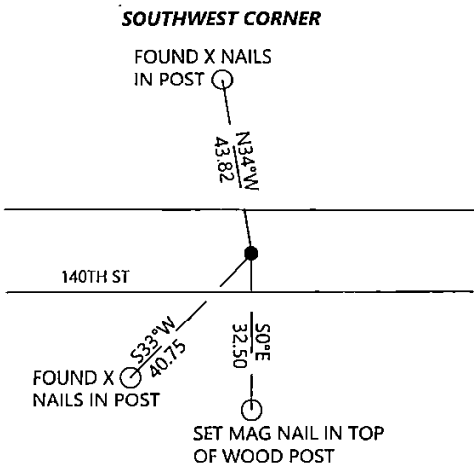 SOUTHWEST CORNER
FOUND X NAILS
IN POST
N34°W
43.82
140TH ST
S33°W
40.75
S0°E
32.50
FOUND X
NAILS IN POST
SET MAG NAIL IN TOP
OF WOOD POST